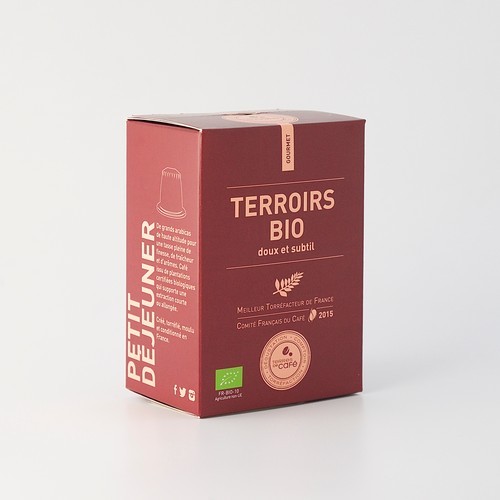 GOURMET
TERROIRS
BIO
doux et subtil
MEILLEUR TORRÉFACTEUR DE FRANCE
COMITÉ FRANÇAIS DU CAFÉ 2015
café
FR-BIO-10
Agriculture non-UE
PETIT
DEJEUNER
De grands arabicas
de haute altitude pour
une tasse pleine de
finesse, de fraîcheur
et d'arômes. Café
issu de plantations
certifiées biologiques
qui supporte une
extraction courte
ou allongée.
Créé, torréfié, moulu
et conditionné en
France.